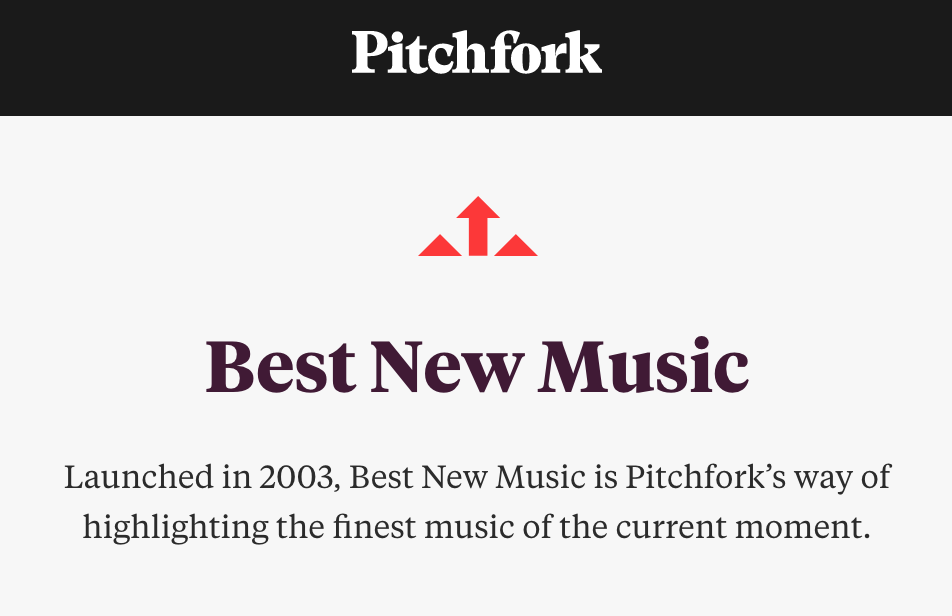 Pitchfork
Best New Music
Launched in 2003, Best New Music is Pitchfork’s way of
highlighting the finest music of the current moment.